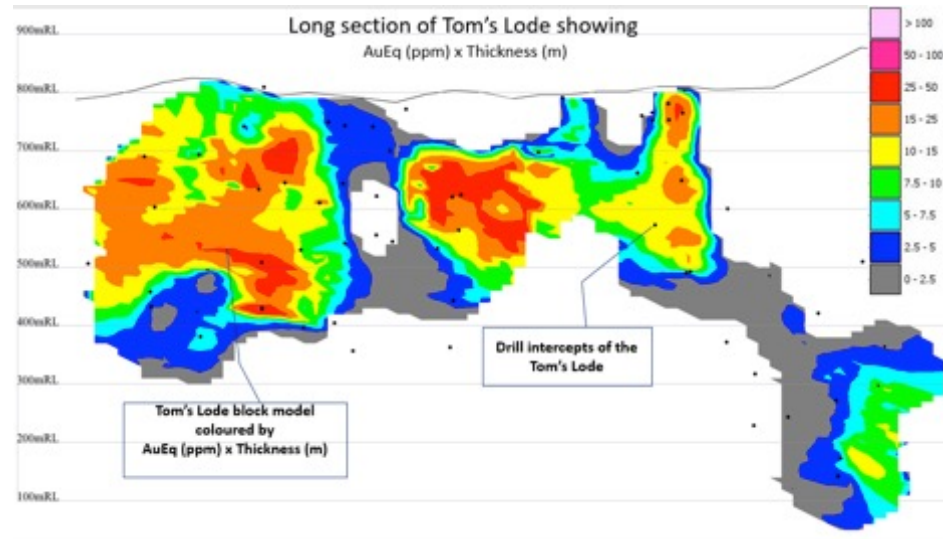 Long section of Tom's Lode showing
AuEq (ppm) x Thickness (m)
900mRL
800mRL
700mRL
600mRL
500mRL
400mRL
300mRL
200mRL
100mRL
> 100
50 - 100
25 - 50
15 - 25
10 - 15
7.5 - 10
5 - 7.5
2.5 - 5
0 - 2.5
Drill intercepts of the
Tom's Lode
Tom's Lode block model
coloured by
AuEq (ppm) x Thickness (m)